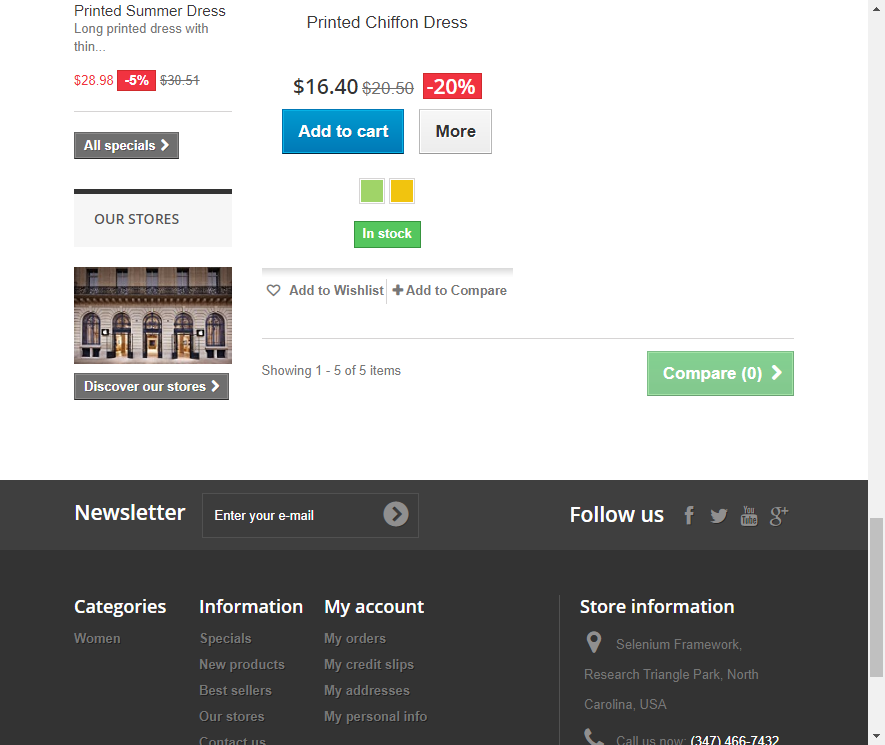 Printed Summer Dress
Long printed dress with
thin...
$28.98 -5% $30.51
All specials
OUR STORES
Discover our stores
Printed Chiffon Dress
$16.40 $20.50 -20%
Add to cart
More
In stock
Add to Wishlist
Add to Compare
Showing 1 - 5 of 5 items
Compare (0)
Newsletter
Enter your e-mail
Follow us
You
Tube
Categories
Women
Information
Specials
New products
Best sellers
Our stores
Contact us
My account
My orders
My credit slips
My addresses
My personal info
Store information
Selenium Framework,
Research Triangle Park, North
Carolina, USA
Call us now: (347) 466-7432